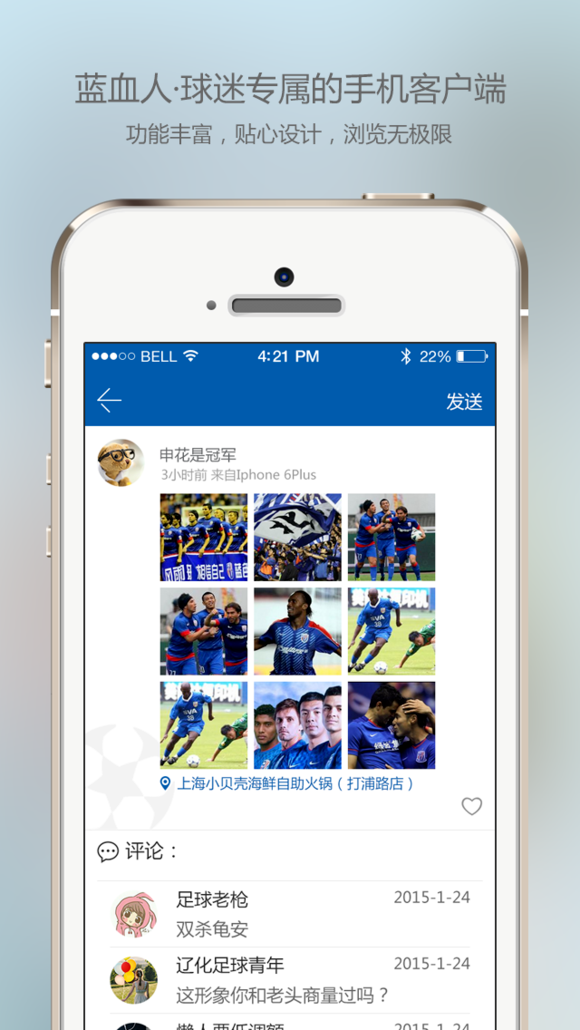 蓝血人·球迷专属的手机客户端
功能丰富，贴心设计，浏览无极限
BELL 4:21 PM 22%
发送
申花是冠军
3小时前 来自Iphone 6Plus
相信自己
SVA
上海小贝壳海鲜自助火锅（打浦路店）
评论：
足球老枪 2015-1-24
双杀龟安
辽化足球青年 2015-1-24
这形象你和老头商量过吗？
2015-1-24